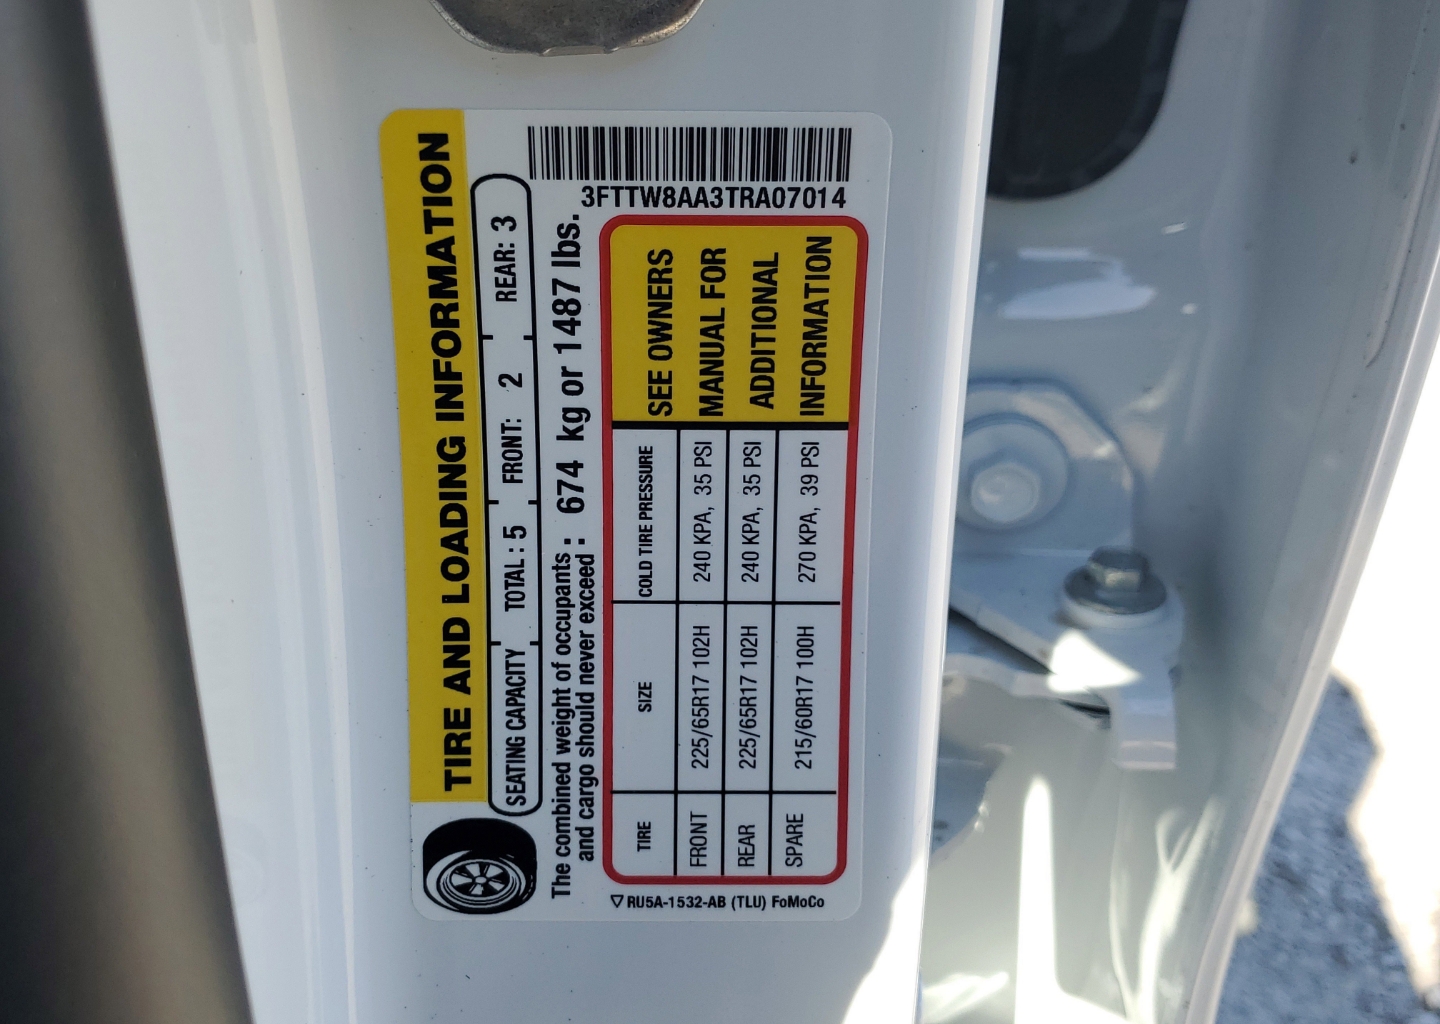 TIRE AND LOADING INFORMATION
SEATING CAPACITY TOTAL: 5 FRONT: 2 REAR: 3
The combined weight of occupants
and cargo should never exceed : 674 kg or 1487 lbs.
3FTTW8AA3TRA07014
TIRE SIZE COLD TIRE PRESSURE
FRONT 225/65R17 102H 240 KPA, 35 PSI
REAR 225/65R17 102H 240 KPA, 35 PSI
SPARE 215/60R17 100H 270 KPA, 39 PSI
SEE OWNERS
MANUAL FOR
ADDITIONAL
INFORMATION
▽ RU5A-1532-AB (TLU) FoMoCo